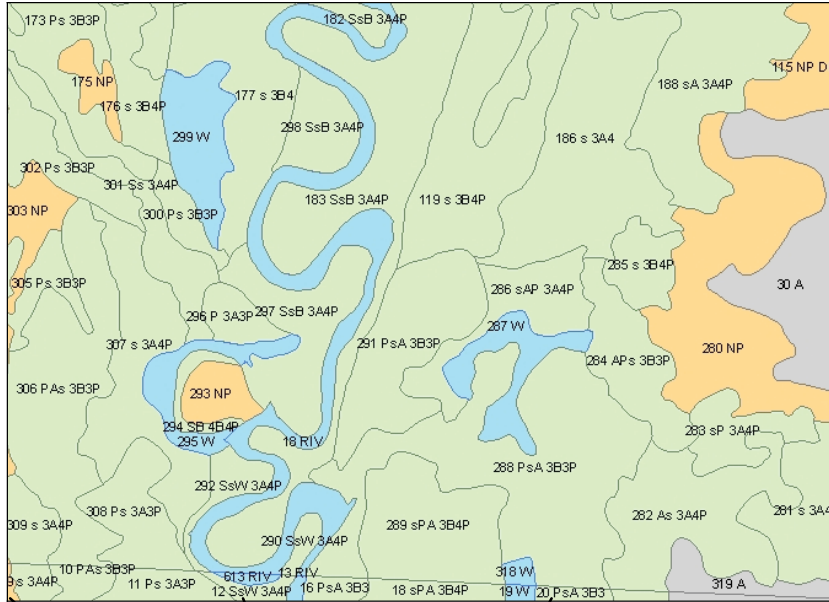 173 Ps 3B3P
182 SsB 3A4P
175 NP
115 NP D
188 sA 3A4P
177 s 3B4
176 s 3B4P
298 SsB 3A4P
299 W
186 s 3A4
302 Ps 3B3P
301 Ss 3A4P
183 SsB 3A4P
119 s 3B4P
303 NP
300 Ps 3B3P
285 s 3B4P
305 Ps 3B3P
286 sAP 3A4P
30 A
296 P 3A3P
297 SsB 3A4P
287 W
307 s 3A4P
291 PsA 3B3P
280 NP
284 APs 3B3P
306 PAs 3B3P
293 NP
294 SB 4B4P
283 sP 3A4P
295 W
18 RIV
288 PsA 3B3P
292 SsW 3A4P
308 Ps 3A3P
281 s 3A4
309 s 3A4P
289 sPA 3B4P
282 As 3A4P
290 SsW 3A4P
10 PAs 3B3P
613 RIV
13 RIV
318 W
9 s 3A4P
11 Ps 3A3P
12 SsW 3A4P
16 PsA 3B3
18 sPA 3B4P
19 W
20 PsA 3B3
319 A